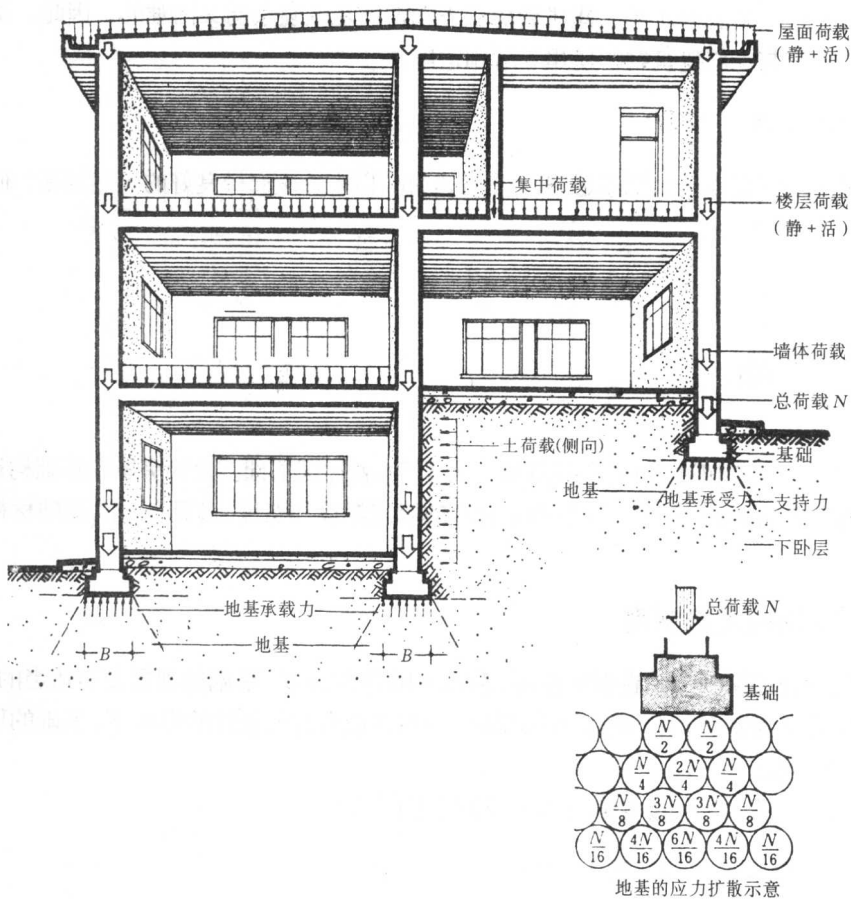 屋面荷载
(静+活)
集中荷载
楼层荷载
(静+活)
墙体荷载
总荷载 N
土荷载(侧向)
基础
地基
地基承受力
支持力
下卧层
地基承载力
地基
B
B
总荷载 N
基础
N/2 N/2
N/4 2N/4 N/4
N/8 3N/8 3N/8 N/8
N/16 4N/16 6N/16 4N/16 N/16
地基的应力扩散示意